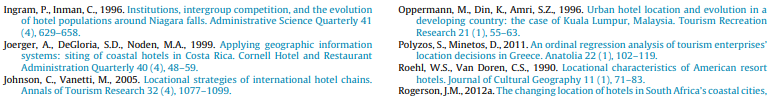 Ingram, P., Inman, C., 1996. Institutions, intergroup competition, and the evolution
of hotel populations around Niagara falls. Administrative Science Quarterly 41
(4), 629–658.
Joerger, A., DeGloria, S.D., Noden, M.A., 1999. Applying geographic information
systems: siting of coastal hotels in Costa Rica. Cornell Hotel and Restaurant
Administration Quarterly 40 (4), 48–59.
Johnson, C., Vanetti, M., 2005. Locational strategies of international hotel chains.
Annals of Tourism Research 32 (4), 1077–1099.
Oppermann, M., Din, K., Amri, S.Z., 1996. Urban hotel location and evolution in a
developing country: the case of Kuala Lumpur, Malaysia. Tourism Recreation
Research 21 (1), 55–63.
Polyzos, S., Minetos, D., 2011. An ordinal regression analysis of tourism enterprises'
location decisions in Greece. Anatolia 22 (1), 102–119.
Roehl, W.S., Van Doren, C.S., 1990. Locational characteristics of American resort
hotels. Journal of Cultural Geography 11 (1), 71–83.
Rogerson, J.M., 2012a. The changing location of hotels in South Africa's coastal cities,